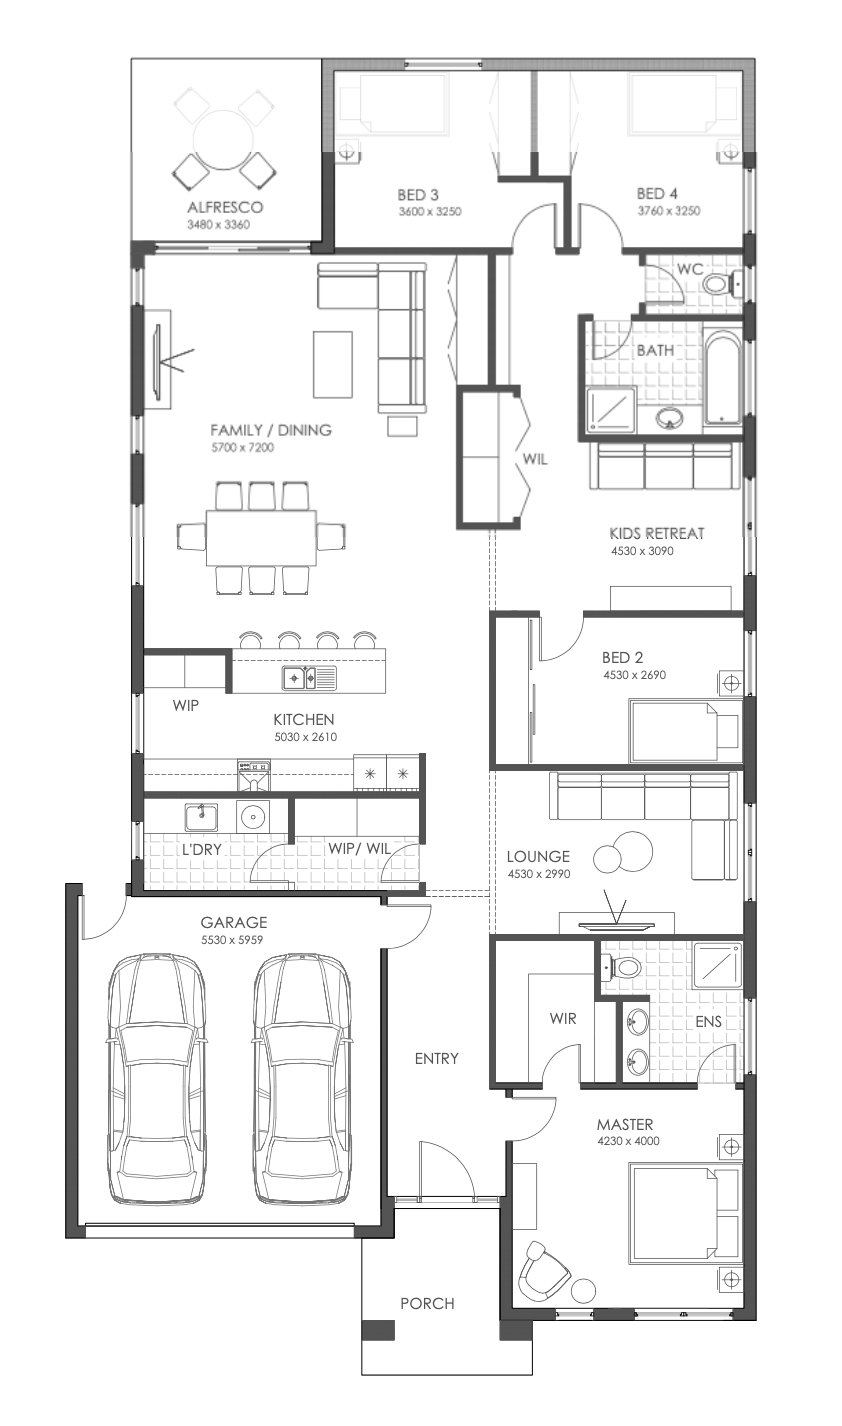 BED 3
3600 x 3250
BED 4
3760 x 3250
ALFRESCO
3480 x 3360
WC
BATH
FAMILY / DINING
5700 x 7200
WIL
KIDS RETREAT
4530 x 3090
BED 2
4530 x 2690
WIP
KITCHEN
5030 x 2610
L'DRY
WIP/ WIL
LOUNGE
4530 x 2990
GARAGE
5530 x 5959
WIR
ENS
ENTRY
MASTER
4230 x 4000
PORCH